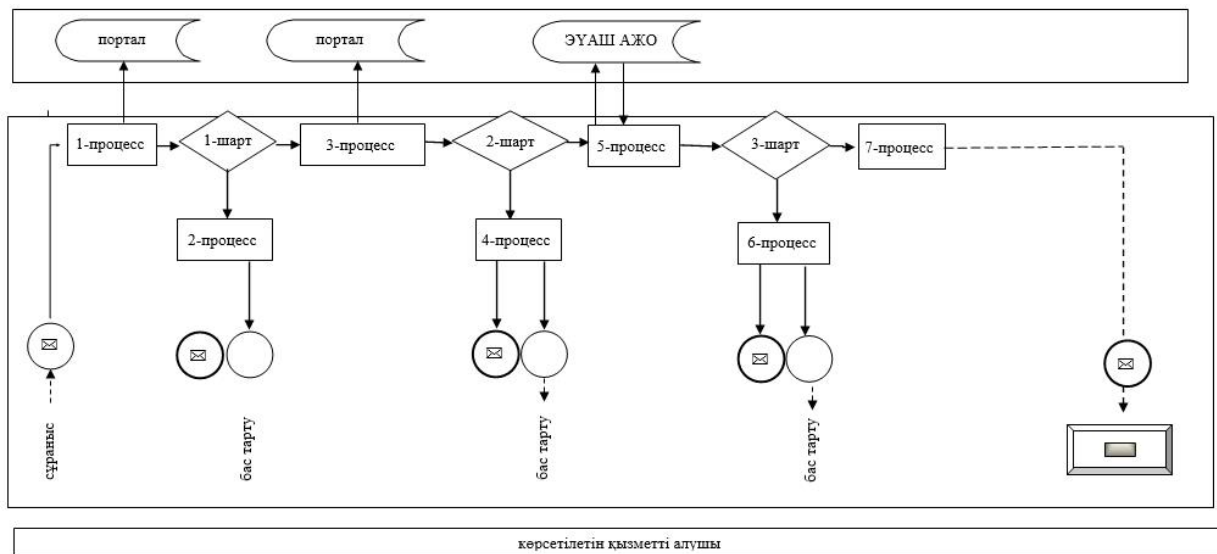 портал
портал
ЭҮАШ АЖО
1-процесс
1-шарт
3-процесс
2-шарт
5-процесс
3-шарт
7-процесс
2-процесс
4-процесс
6-процесс
сұраныс
бас тарту
бас тарту
бас тарту
көрсетілетін қызметті алушы